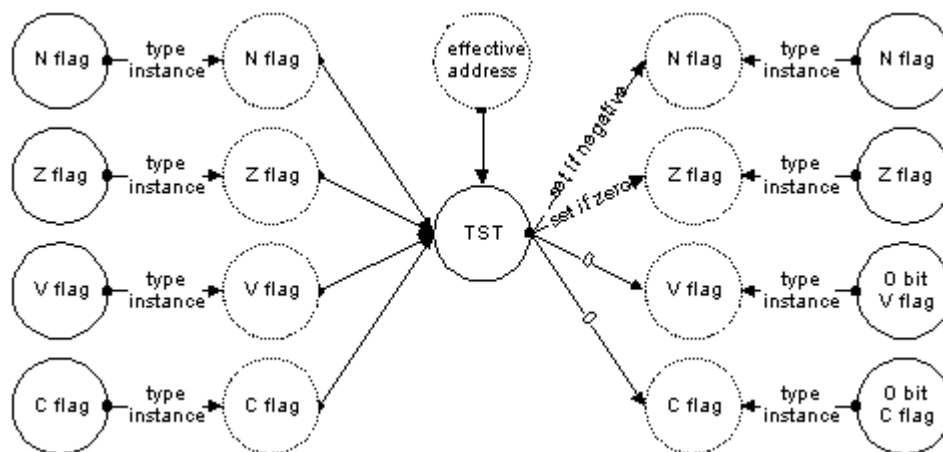 N flag
type
instance
N flag
effective
address
set if negative
N flag
type
instance
N flag
Z flag
type
instance
Z flag
TST
set if zero
Z flag
type
instance
Z flag
V flag
type
instance
V flag
0
V flag
type
instance
0 bit
V flag
C flag
type
instance
C flag
0
C flag
type
instance
0 bit
C flag